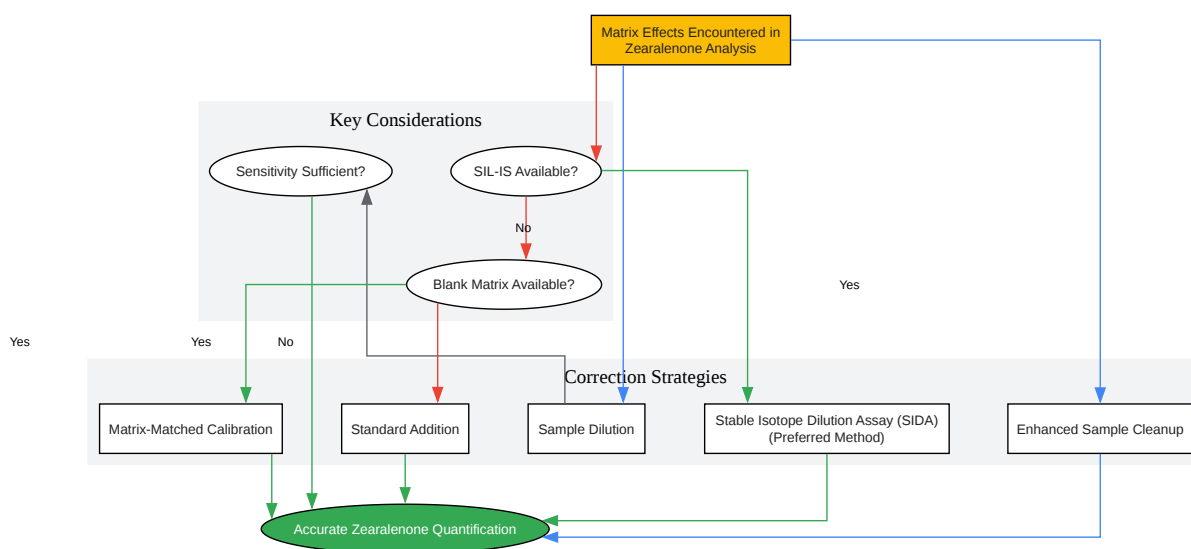 Matrix Effects Encountered in
Zearalenone Analysis
Key Considerations
Sensitivity Sufficient?
SIL-IS Available?
No
Blank Matrix Available?
Yes
Yes
Yes
No
Correction Strategies
Matrix-Matched Calibration
Standard Addition
Sample Dilution
Stable Isotope Dilution Assay (SIDA)
(Preferred Method)
Enhanced Sample Cleanup
Accurate Zearalenone Quantification